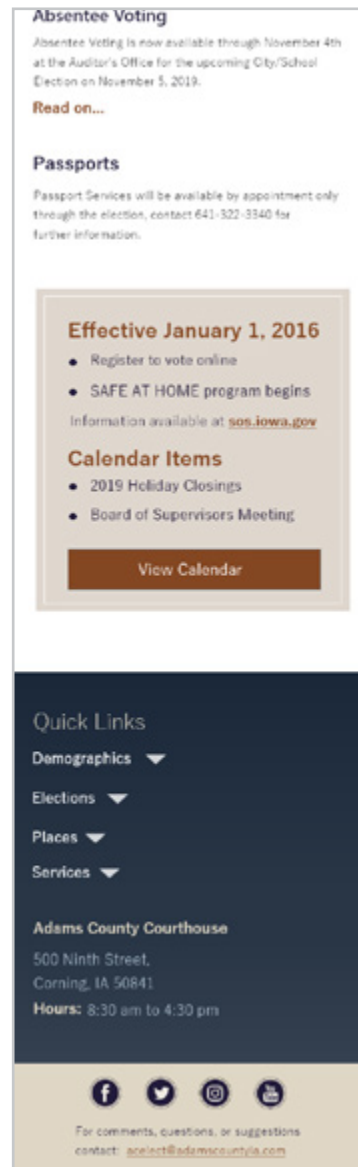 Absentee Voting
Absentee Voting is now available through November 4th
at the Auditor's Office for the upcoming City/School
Election on November 5, 2019.
Read on...
Passports
Passport Services will be available by appointment only
through the election, contact 641-322-3340 for
further information.
Effective January 1, 2016
Register to vote online
SAFE AT HOME program begins
Information available at sos.iowa.gov
Calendar Items
2019 Holiday Closings
Board of Supervisors Meeting
View Calendar
Quick Links
Demographics
Elections
Places
Services
Adams County Courthouse
500 Ninth Street,
Corning, IA 50841
Hours: 8:30 am to 4:30 pm
For comments, questions, or suggestions
contact: acelect@adamscountyia.com